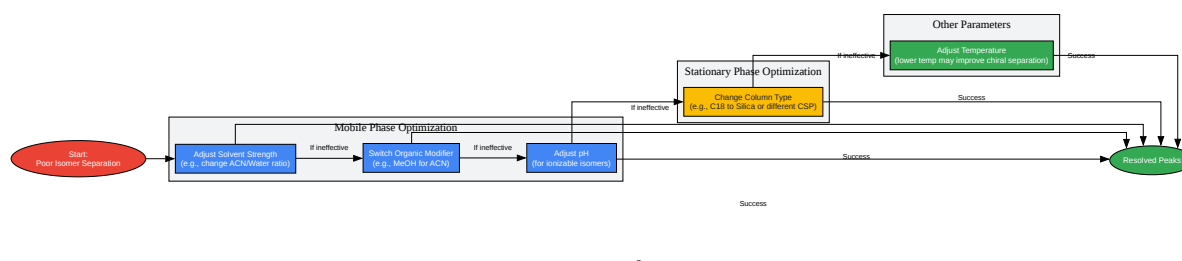 Other Parameters
Adjust Temperature
(lower temp may improve chiral separation)
If ineffective
Success
Stationary Phase Optimization
Change Column Type
(e.g., C18 to Silica or different CSP)
If ineffective
Success
Mobile Phase Optimization
Start:
Poor Isomer Separation
Adjust Solvent Strength
(e.g., change ACN/Water ratio)
If ineffective
Switch Organic Modifier
(e.g., MeOH for ACN)
If ineffective
Adjust pH
(for ionizable isomers)
Success
Resolved Peaks
Success